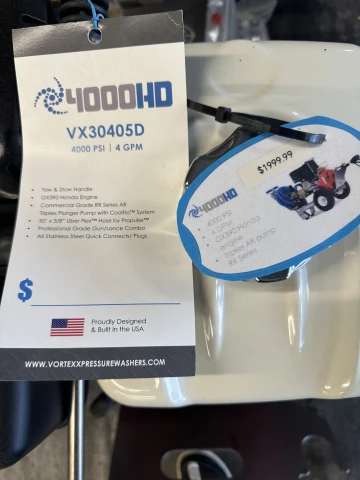 4000HD
VX30405D
4000 PSI | 4 GPM
• Tow & Stow Handle
• GX390 Honda Engine
• Commercial Grade RR Series AR
Triplex Plunger Pump with CoolFlo™ System
• 50' x 3/8" Uber Flex™ Hose by Propulse™
• Professional Grade Gun/Lance Combo
• All Stainless Steel Quick Connects/ Plugs
$
Proudly Designed
& Built in the USA
WWW.VORTEXXPRESSUREWASHERS.COM
$1999.99
4000HD
4000 PSI
4 GPM
GX390 Honda
engine
Triplex AR pump
RR Series